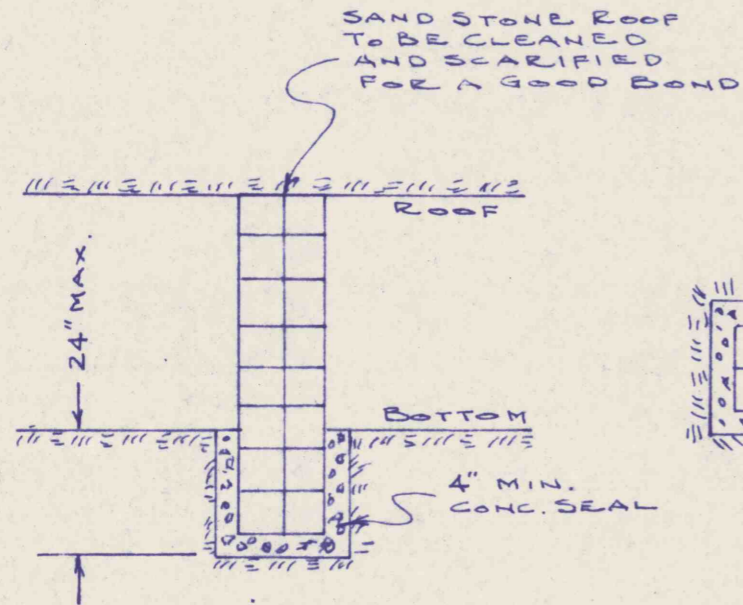 SAND STONE ROOF
TO BE CLEANED
AND SCARIFIED
FOR A GOOD BOND
ROOF
24" MAX.
BOTTOM
4" MIN.
CONC. SEAL